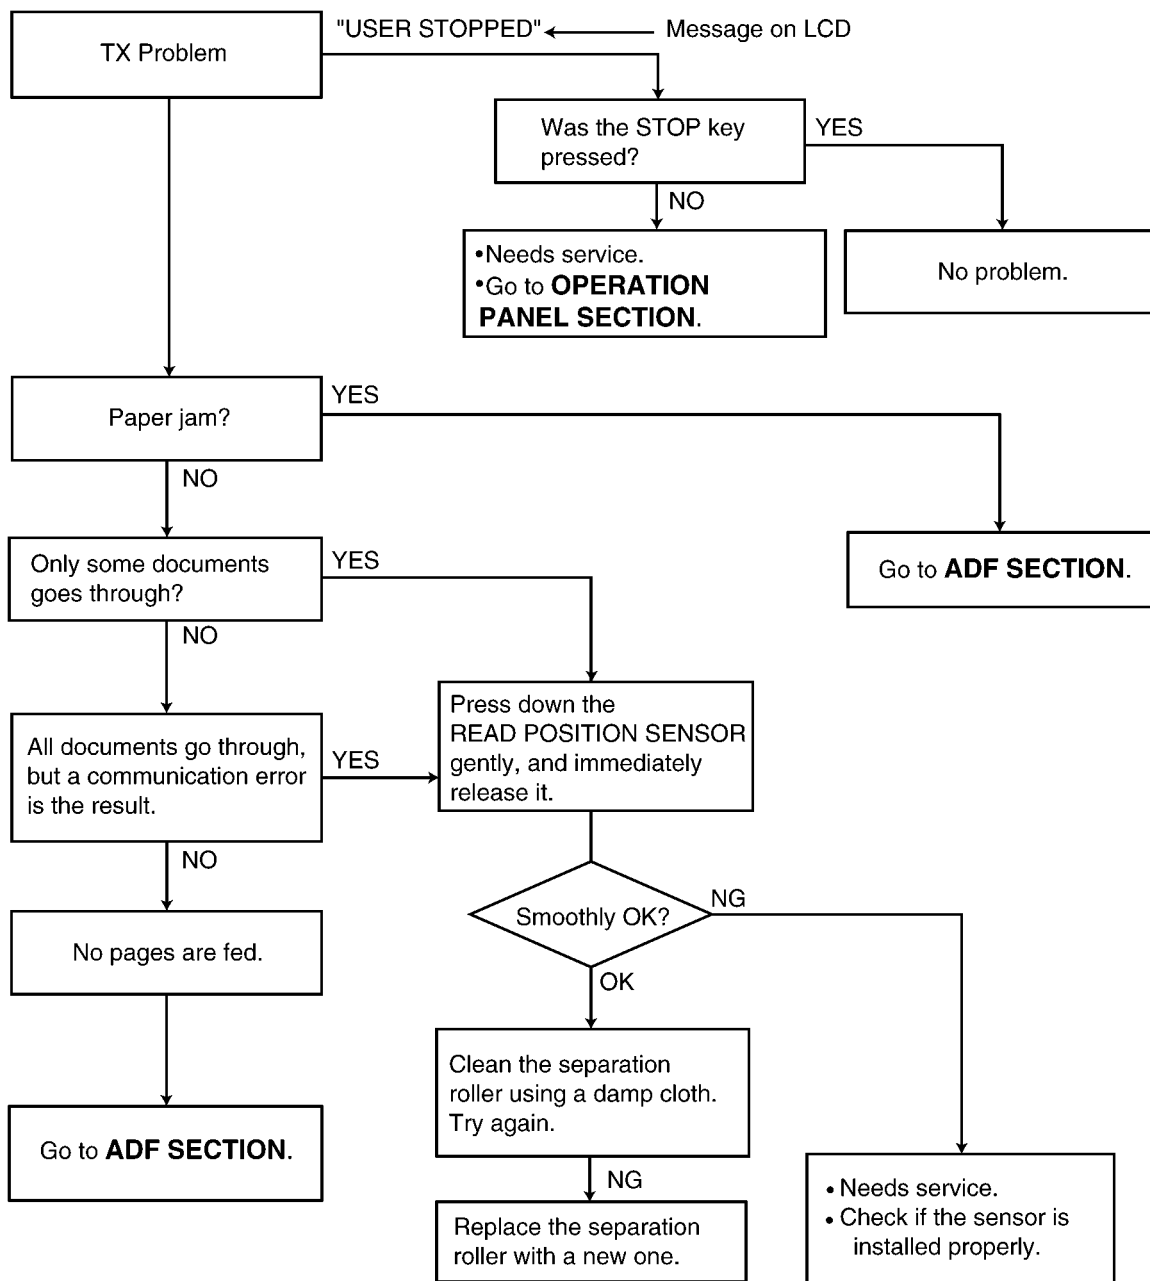 TX Problem
"USER STOPPED"
Message on LCD
Was the STOP key
pressed?
YES
NO
•Needs service.
•Go to OPERATION
PANEL SECTION.
No problem.
Paper jam?
YES
NO
Go to ADF SECTION.
Only some documents
goes through?
YES
NO
All documents go through,
but a communication error
is the result.
YES
NO
Press down the
READ POSITION SENSOR
gently, and immediately
release it.
Smoothly OK?
NG
OK
No pages are fed.
Go to ADF SECTION.
Clean the separation
roller using a damp cloth.
Try again.
NG
Replace the separation
roller with a new one.
• Needs service.
• Check if the sensor is
installed properly.